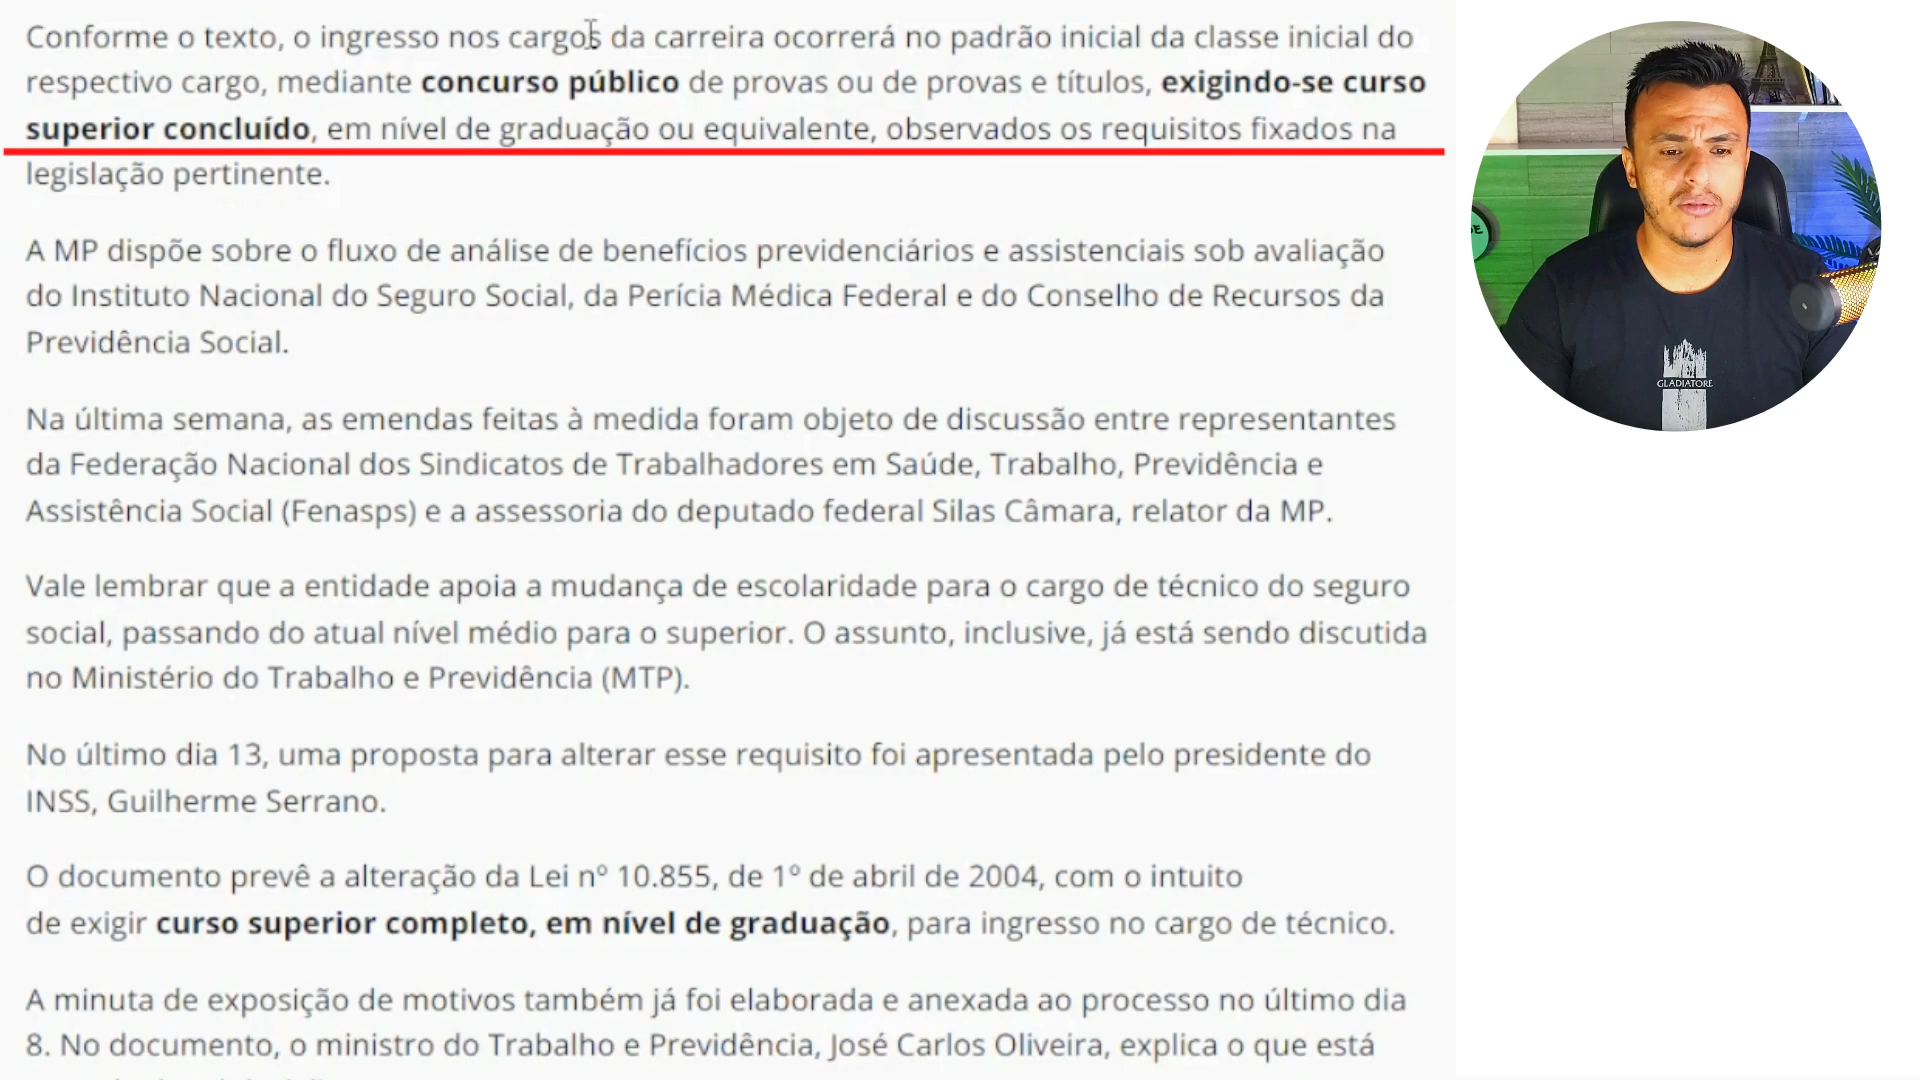 Conforme o texto, o ingresso nos cargos da carreira ocorrerá no padrão inicial da classe inicial do
respectivo cargo, mediante concurso público de provas ou de provas e títulos, exigindo-se curso
superior concluído, em nível de graduação ou equivalente, observados os requisitos fixados na
legislação pertinente.
A MP dispõe sobre o fluxo de análise de benefícios previdenciários e assistenciais sob avaliação
do Instituto Nacional do Seguro Social, da Perícia Médica Federal e do Conselho de Recursos da
Previdência Social.
Na última semana, as emendas feitas à medida foram objeto de discussão entre representantes
da Federação Nacional dos Sindicatos de Trabalhadores em Saúde, Trabalho, Previdência e
Assistência Social (Fenasps) e a assessoria do deputado federal Silas Câmara, relator da MP.
Vale lembrar que a entidade apoia a mudança de escolaridade para o cargo de técnico do seguro
social, passando do atual nível médio para o superior. O assunto, inclusive, já está sendo discutida
no Ministério do Trabalho e Previdência (MTP).
No último dia 13, uma proposta para alterar esse requisito foi apresentada pelo presidente do
INSS, Guilherme Serrano.
O documento prevê a alteração da Lei nº 10.855, de 1º de abril de 2004, com o intuito
de exigir curso superior completo, em nível de graduação, para ingresso no cargo de técnico.
A minuta de exposição de motivos também já foi elaborada e anexada ao processo no último dia
8. No documento, o ministro do Trabalho e Previdência, José Carlos Oliveira, explica o que está
GLADIATORE